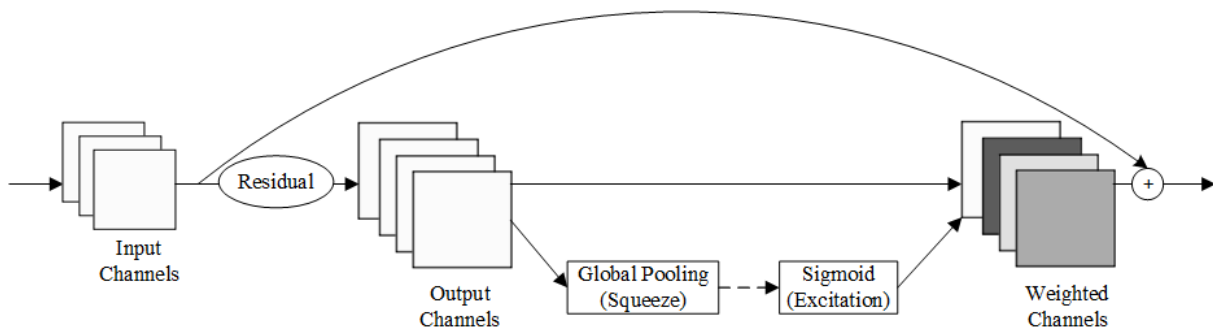 Residual
+
Input
Channels
Output
Channels
Global Pooling
(Squeeze)
Sigmoid
(Excitation)
Weighted
Channels